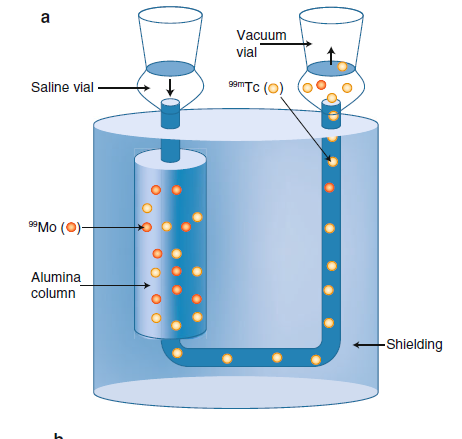 a
Vacuum
vial
Saline vial
⁹⁹ᵐTc ( )
⁹⁹Mo ( )
Alumina
column
Shielding
b